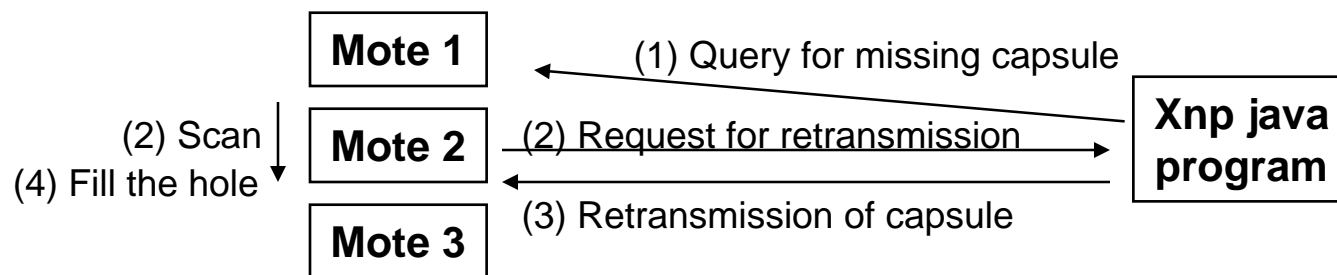 Mote 1
(1) Query for missing capsule
Xnp java
program
(2) Scan
Mote 2
(2) Request for retransmission
(4) Fill the hole
(3) Retransmission of capsule
Mote 3